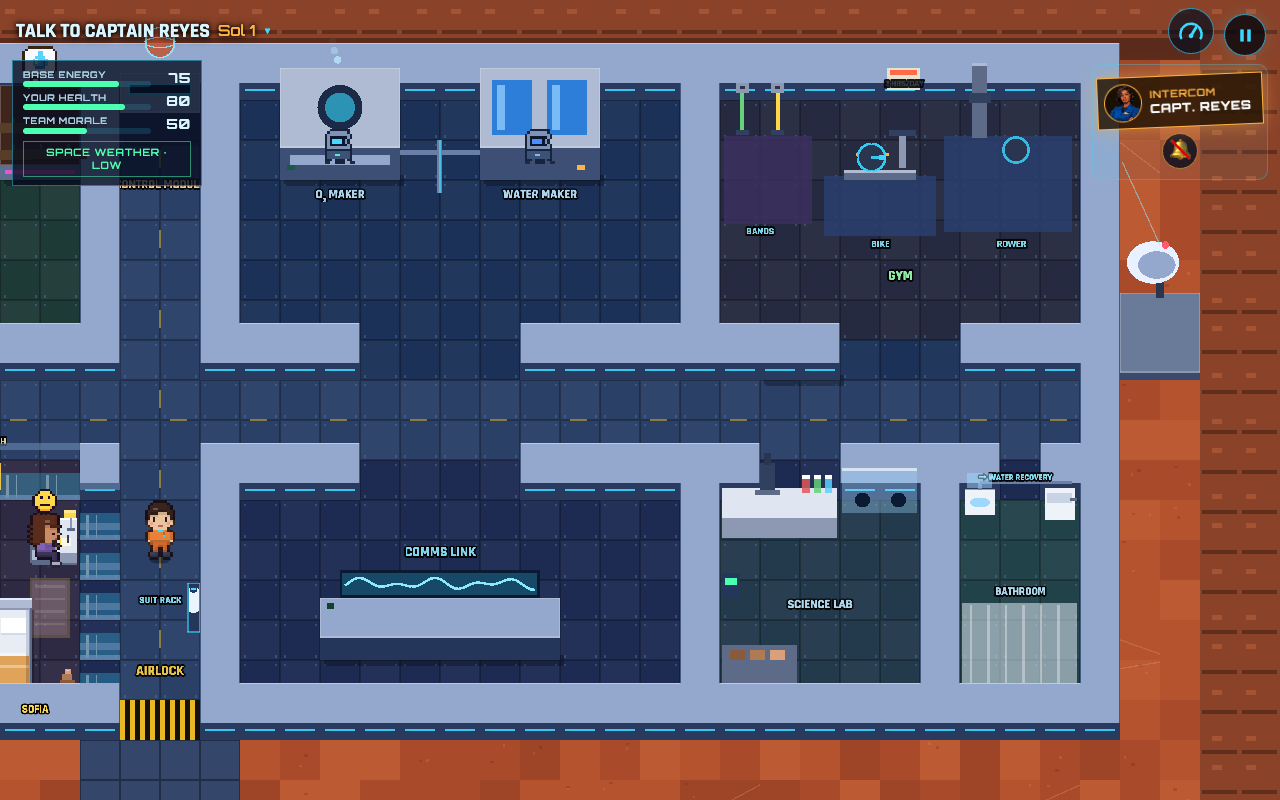 TALK TO CAPTAIN REYES Sol 1
BASE ENERGY 75
YOUR HEALTH 80
TEAM MORALE 50
SPACE WEATHER · LOW
INTERCOM
CAPT. REYES
O₂ MAKER
WATER MAKER
BANDS
BIKE
ROWER
GYM
WATER RECOVERY
COMMS LINK
SUIT RACK
SCIENCE LAB
BATHROOM
AIRLOCK
SOFIA